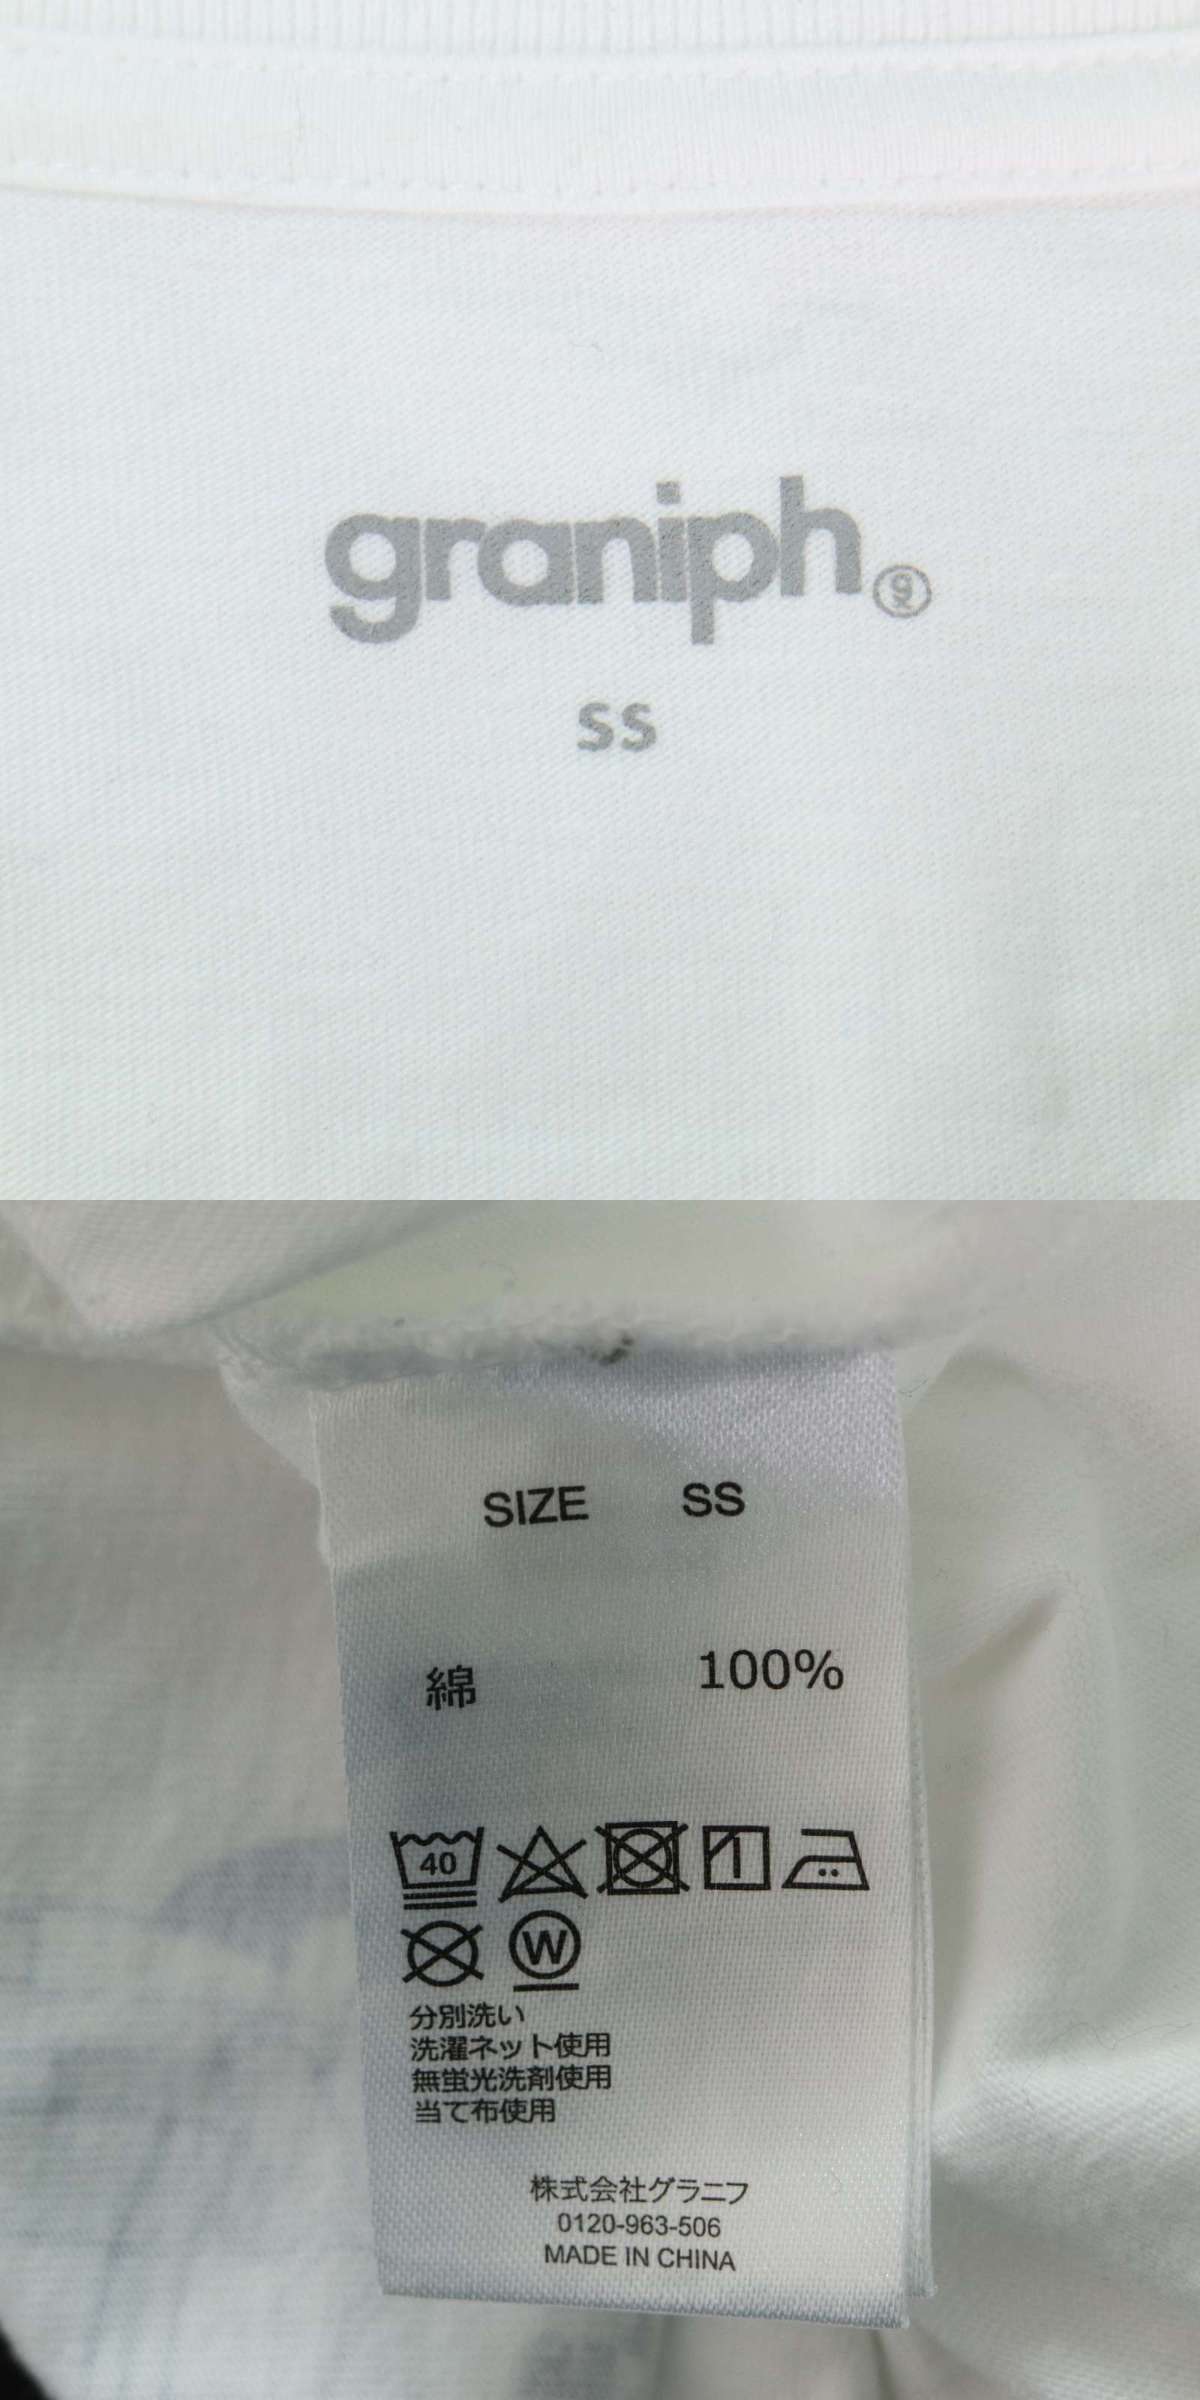 graniph
g
SS
SIZE SS
綿 100%
40
W
分別洗い
洗濯ネット使用
無蛍光洗剤使用
当て布使用
株式会社グラニフ
0120-963-506
MADE IN CHINA